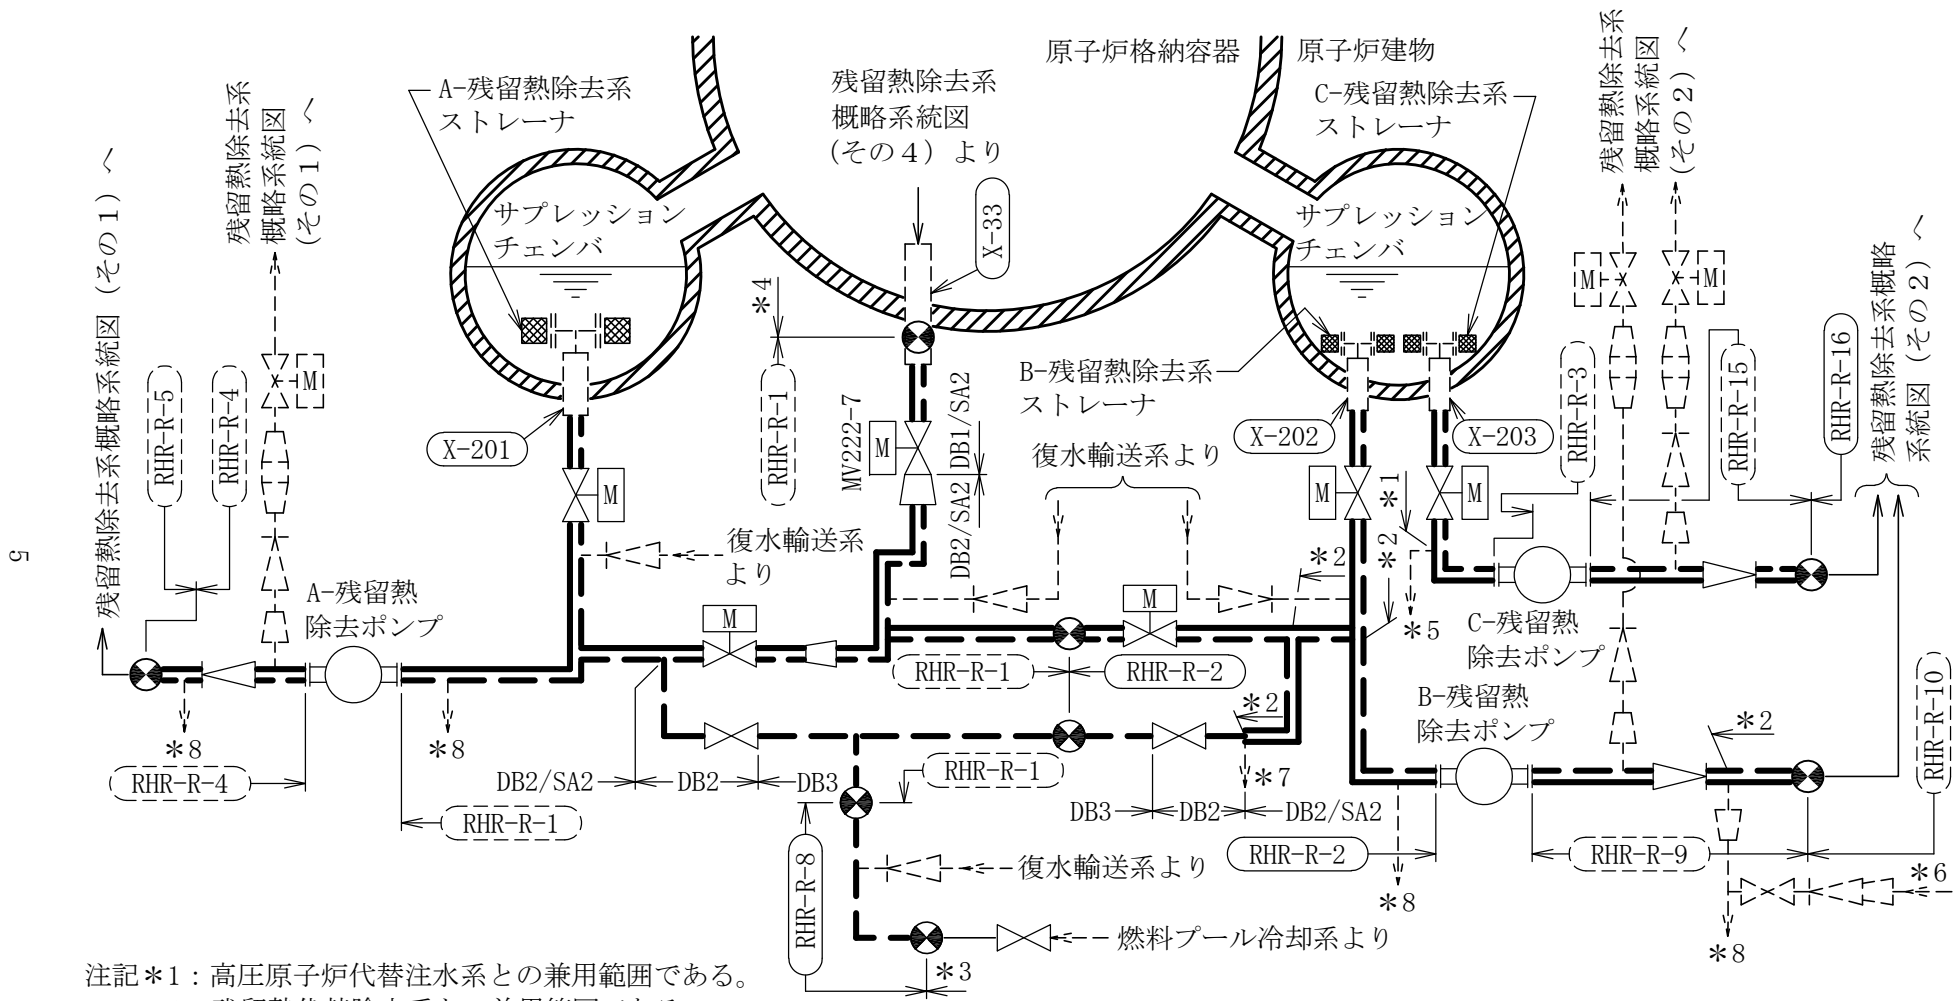 原子炉格納容器
原子炉建物
残留熱除去系
概略系統図
(その4) より
A-残留熱除去系
ストレーナ
C-残留熱除去系
ストレーナ
残留熱除去系
概略系統図
(その1) へ
残留熱除去系
概略系統図
(その2) へ
残留熱除去系概略系統図 (その1) へ
残留熱除去系概略
系統図 (その2) へ
サプレッション
チェンバ
サプレッション
チェンバ
X-33
*4
M
M
M
RHR-R-5
RHR-R-4
RHR-R-1
MV222-7
M
DB1/SA2
DB2/SA2
B-残留熱除去系
ストレーナ
RHR-R-3
RHR-R-15
RHR-R-16
X-201
X-202
X-203
復水輸送系より
M
M
M
*1
*2
復水輸送系
より
*2
*5
A-残留熱
除去ポンプ
M
M
C-残留熱
除去ポンプ
RHR-R-1
RHR-R-2
B-残留熱
除去ポンプ
RHR-R-10
*2
*2
*8
*8
RHR-R-4
DB2/SA2
DB2
DB3
RHR-R-1
*7
DB3
DB2
DB2/SA2
RHR-R-1
RHR-R-2
RHR-R-9
RHR-R-8
復水輸送系より
*6
*8
燃料プール冷却系より
*8
*3
5
注記*1：高圧原子炉代替注水系との兼用範囲である。